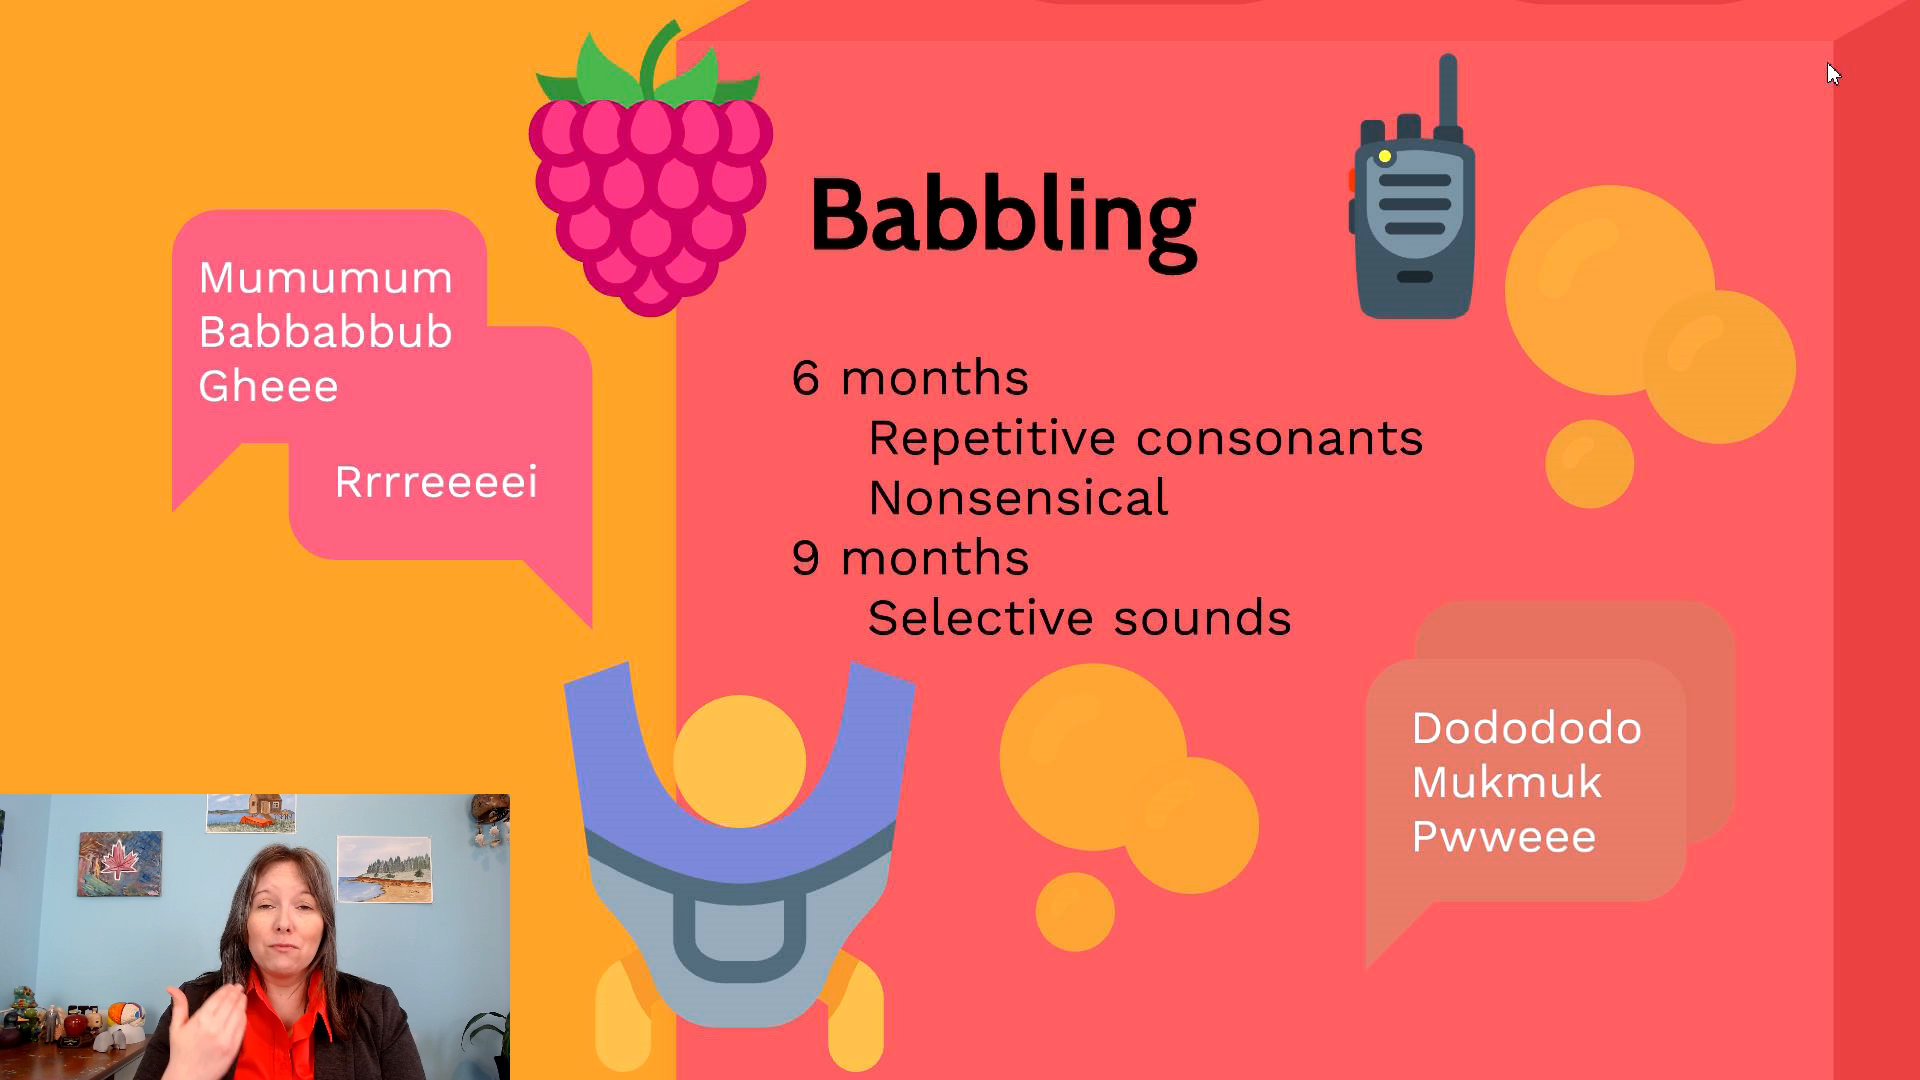 Babbling
Mumumum
Babbabbub
Gheee
Rrrreeeei
6 months
Repetitive consonants
Nonsensical
9 months
Selective sounds
Dodododo
Mukmuk
Pwweee